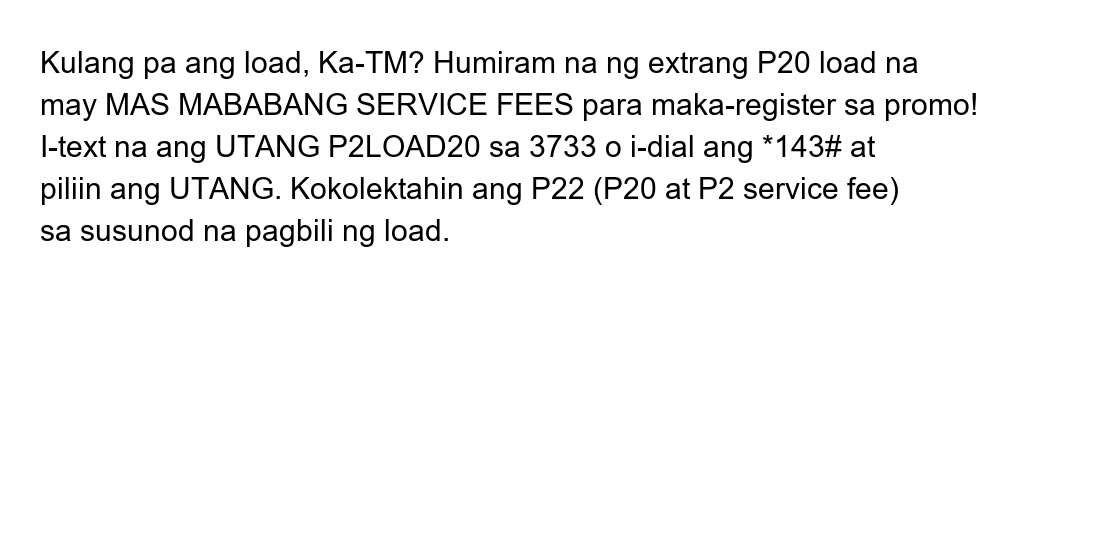 Kulang pa ang load, Ka-TM? Humiram na ng extrang P20 load na
may MAS MABABANG SERVICE FEES para maka-register sa promo!
I-text na ang UTANG P2LOAD20 sa 3733 o i-dial ang *143# at
piliin ang UTANG. Kokolektahin ang P22 (P20 at P2 service fee)
sa susunod na pagbili ng load.